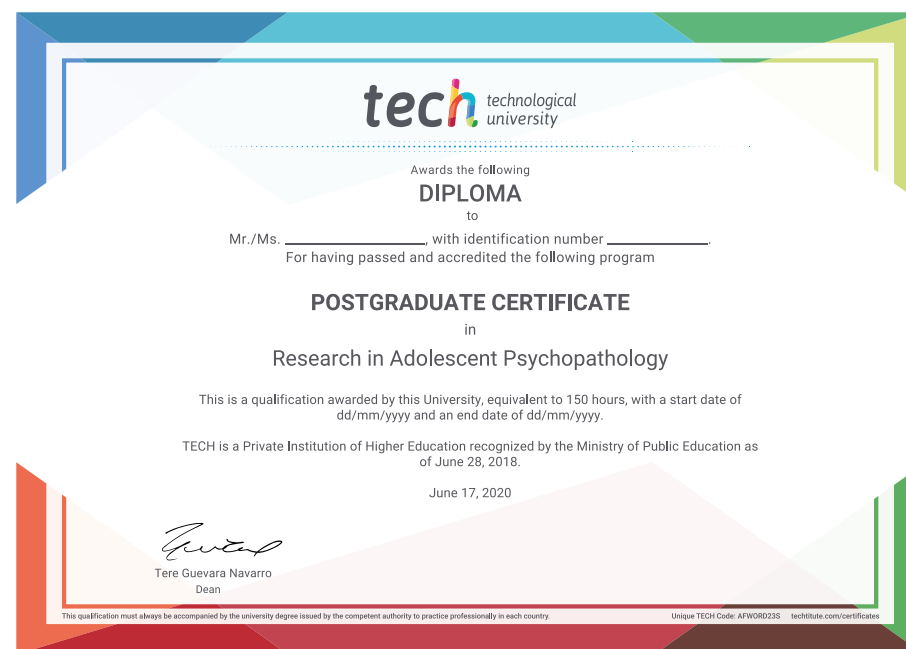 tech technological
university
Awards the following
DIPLOMA
to
Mr./Ms. ____________, with identification number ____________.
For having passed and accredited the following program
POSTGRADUATE CERTIFICATE
in
Research in Adolescent Psychopathology
This is a qualification awarded by this University, equivalent to 150 hours, with a start date of
dd/mm/yyyy and an end date of dd/mm/yyyy.
TECH is a Private Institution of Higher Education recognized by the Ministry of Public Education as
of June 28, 2018.
June 17, 2020
Tere Guevara Navarro
Dean
This qualification must always be accompanied by the university degree issued by the competent authority to practice professionally in each country.
Unique TECH Code: AFWORD23S techtitute.com/certificates